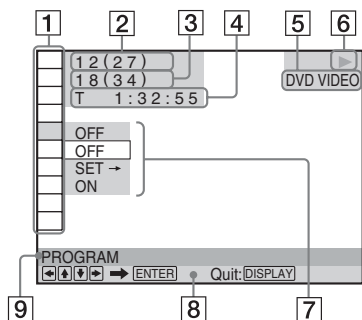 1 2 3 4 5 6
12(27)
18(34)
DVD VIDEO
T 1:32:55
OFF
OFF
SET →
ON
PROGRAM
←↑↓→ ➡ ENTER Quit: DISPLAY
9 8 7